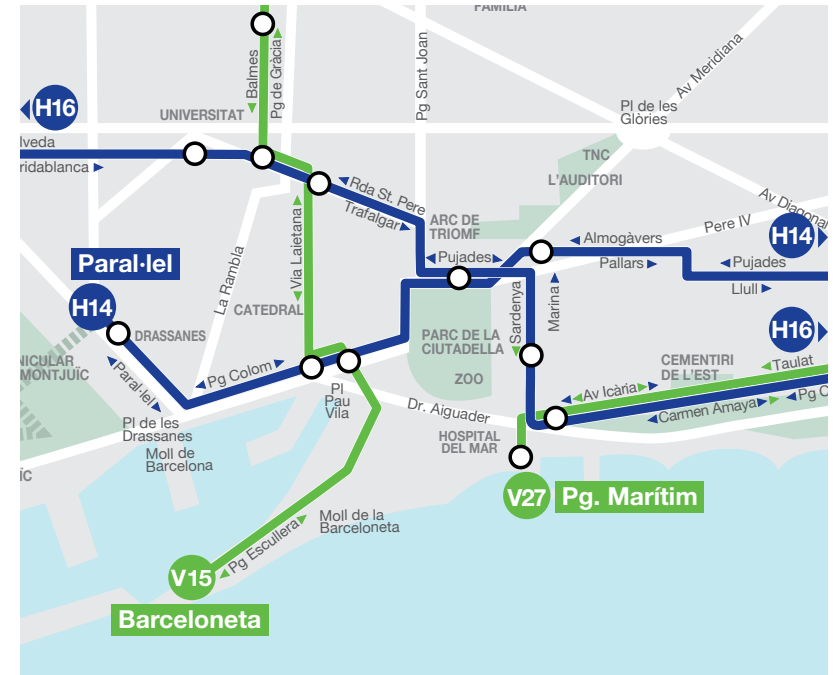 FAMÍLIA
Balmes
Pg de Gràcia
Pg Sant Joan
Av Meridiana
H16
UNIVERSITAT
Pl de les
Glòries
lveda
ridablanca
TNC
L'AUDITORI
Rda St. Pere
Trafalgar
Av Diagonal
Pere IV
ARC DE
TRIOMF
Almogàvers
H14
Via Laietana
La Rambla
Pujades
Pallars
Pujades
Llull
Paral·lel
H14
CATEDRAL
Sardenya
Marina
DRASSANES
PARC DE LA
CIUTADELLA
H16
NICULAR
MONTJUÏC
Paral·lel
Pg Colom
ZOO
CEMENTIRI
DE L'EST
Taulat
Pl
Pau
Vila
Dr. Aiguader
Av Icària
Carmen Amaya
Pg C
Pl de les
Drassanes
Moll de
Barcelona
HOSPITAL
DEL MAR
ÏC
V27
Pg. Marítim
Moll de la
Barceloneta
Pg Escullera
V15
Barceloneta